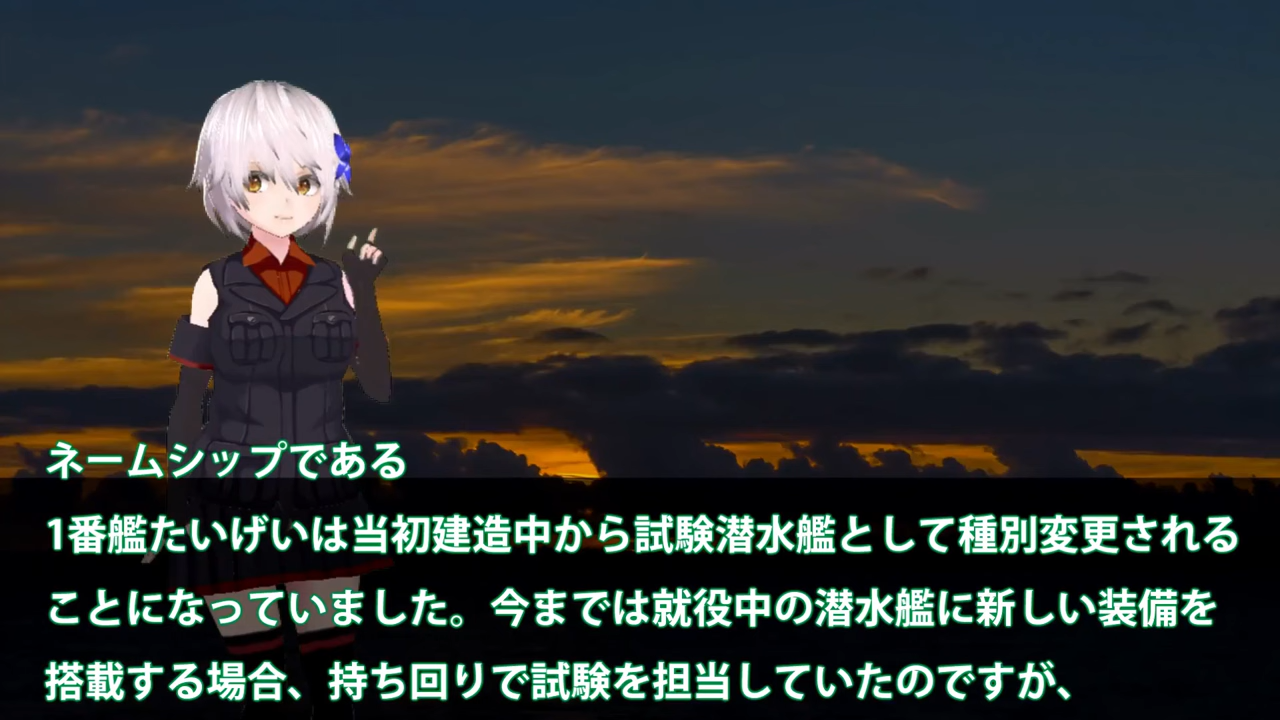 ネームシップである
1番艦たいげいは当初建造中から試験潜水艦として種別変更される
ことになっていました。今までは就役中の潜水艦に新しい装備を
搭載する場合、持ち回りで試験を担当していたのですが、